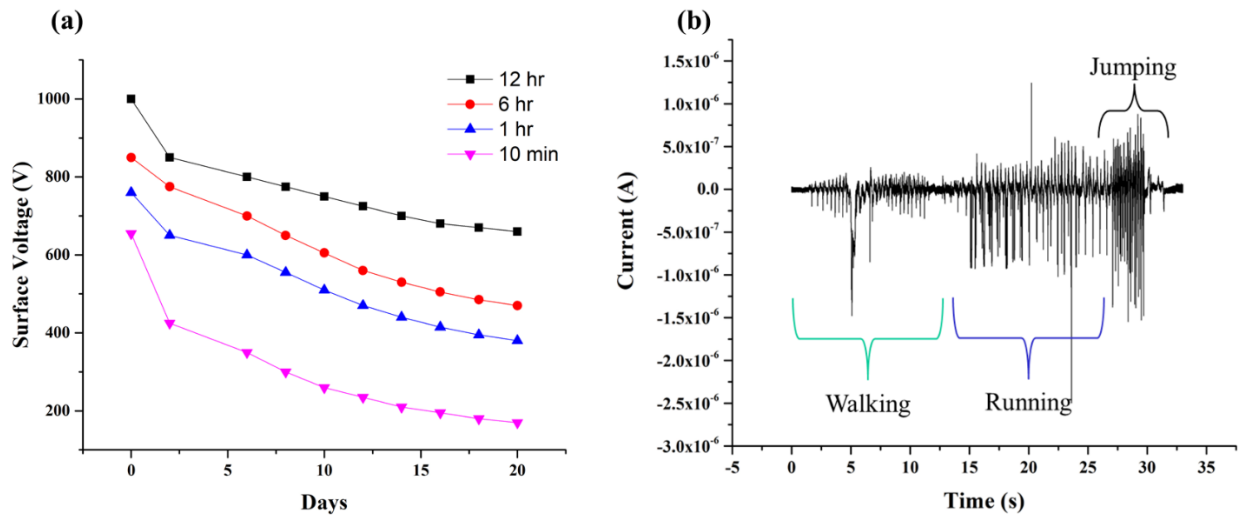 (a)
12 hr
6 hr
1 hr
10 min
1000
800
600
400
200
Surface Voltage (V)
0
5
10
15
20
Days
(b)
Jumping
1.5x10⁻⁶
1.0x10⁻⁶
5.0x10⁻⁷
0.0
-5.0x10⁻⁷
-1.0x10⁻⁶
-1.5x10⁻⁶
-2.0x10⁻⁶
-2.5x10⁻⁶
-3.0x10⁻⁶
Current (A)
Walking
Running
-5
0
5
10
15
20
25
30
35
Time (s)